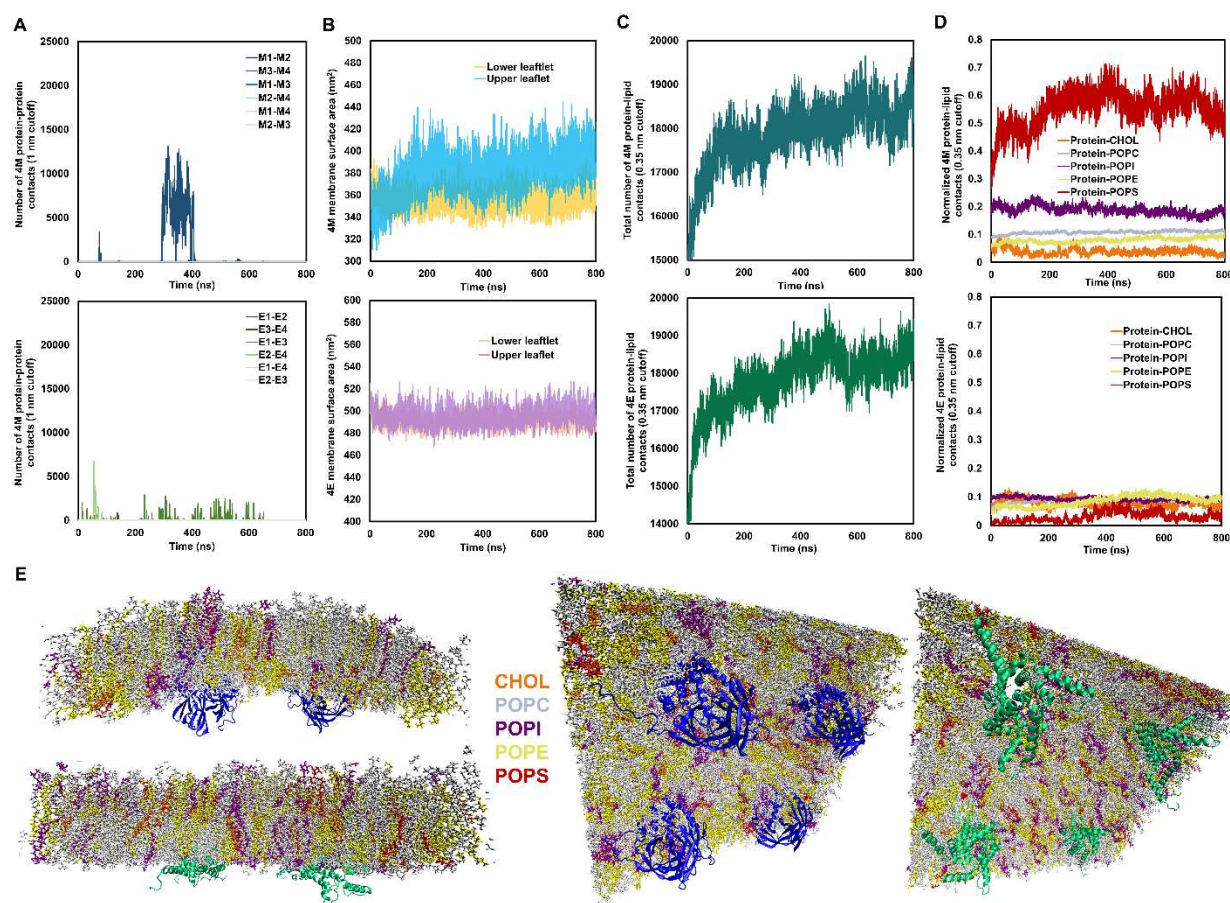 A
Number of 4M protein-protein
contacts (1 nm cutoff)
25000
20000
15000
10000
5000
0
0 200 400 600 800
Time (ns)
M1-M2
M3-M4
M1-M3
M2-M4
M1-M4
M2-M3
B
4M membrane surface area (nm²)
500
480
460
440
420
400
380
360
340
320
300
0 200 400 600 800
Time (ns)
Lower leaftlet
Upper leaflet
C
Total number of 4M protein-lipid
contacts (0.35 nm cutoff)
20000
19000
18000
17000
16000
15000
0 200 400 600 800
Time (ns)
D
Normalized 4M protein-lipid
contacts (0.35 nm cutoff)
0.8
0.7
0.6
0.5
0.4
0.3
0.2
0.1
0
0 200 400 600 800
Time (ns)
Protein-CHOL
Protein-POPC
Protein-POPI
Protein-POPE
Protein-POPS
Number of 4M protein-protein
contacts (1 nm cutoff)
25000
20000
15000
10000
5000
0
0 200 400 600 800
Time (ns)
E1-E2
E3-E4
E1-E3
E2-E4
E1-E4
E2-E3
4E membrane surface area (nm²)
600
580
560
540
520
500
480
460
440
420
400
0 200 400 600 800
Time (ns)
Lower leaftlet
Upper leaflet
Total number of 4E protein-lipid
contacts (0.35 nm cutoff)
20000
19000
18000
17000
16000
15000
14000
0 200 400 600 800
Time (ns)
Normalized 4E protein-lipid
contacts (0.35 nm cutoff)
0.8
0.7
0.6
0.5
0.4
0.3
0.2
0.1
0
0 200 400 600 800
Time (ns)
Protein-CHOL
Protein-POPC
Protein-POPI
Protein-POPE
Protein-POPS
E
CHOL
POPC
POPI
POPE
POPS